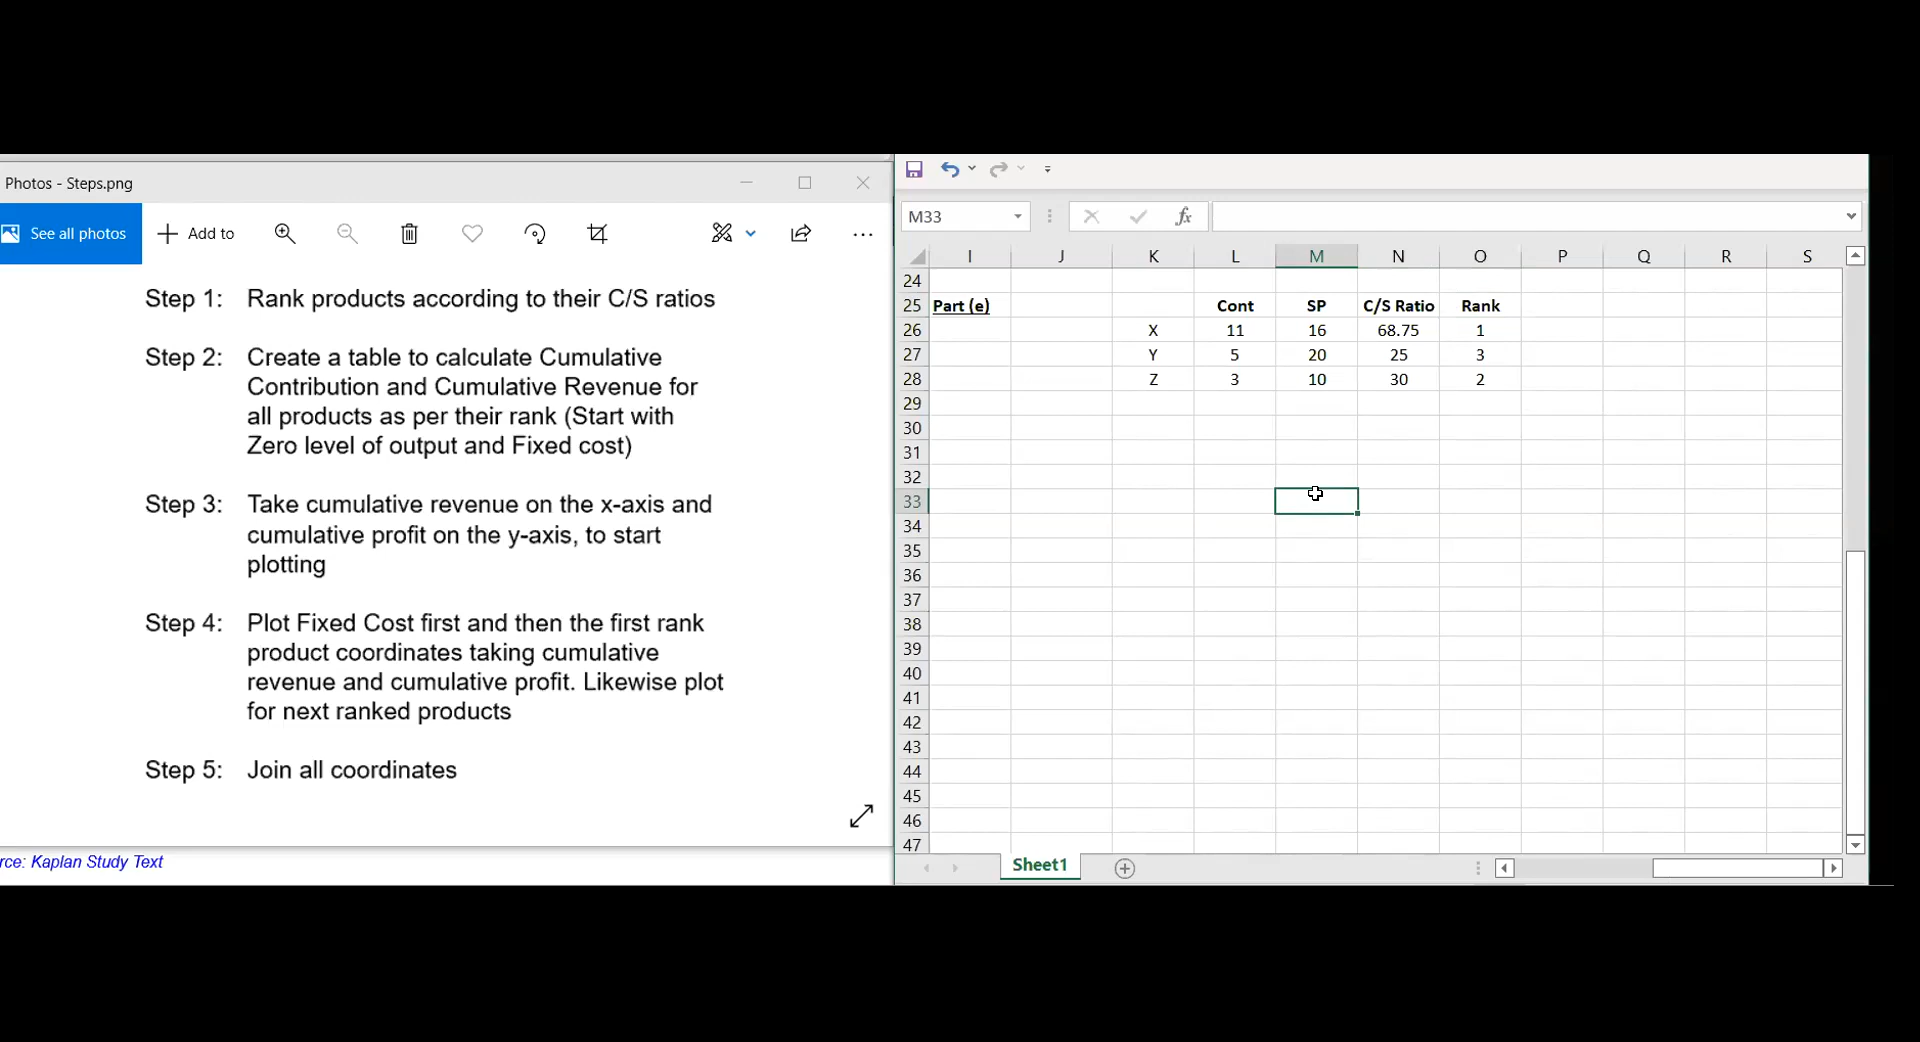 Photos - Steps.png
See all photos
Add to
Step 1: Rank products according to their C/S ratios
Step 2: Create a table to calculate Cumulative
Contribution and Cumulative Revenue for
all products as per their rank (Start with
Zero level of output and Fixed cost)
Step 3: Take cumulative revenue on the x-axis and
cumulative profit on the y-axis, to start
plotting
Step 4: Plot Fixed Cost first and then the first rank
product coordinates taking cumulative
revenue and cumulative profit. Likewise plot
for next ranked products
Step 5: Join all coordinates
rce: Kaplan Study Text
M33
fx
I J K L M N O P Q R S
24
25 Part (e) Cont SP C/S Ratio Rank
26 X 11 16 68.75 1
27 Y 5 20 25 3
28 Z 3 10 30 2
29
30
31
32
33
34
35
36
37
38
39
40
41
42
43
44
45
46
47
Sheet1